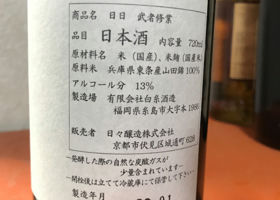 商品名 日日 武者修業
品目 日本酒 内容量 720ml
原材料名 米(国産)、米麹(国産米)
原料米 兵庫県東条産山田錦100%
アルコール分 13%
製造場 有限会社白糸酒造
福岡県糸島市大字本1986
販売者 日々醸造株式会社
京都市伏見区城通町628
―発酵した際の自然な炭酸ガスが
少量含まれています―
―開栓後は立てて冷蔵庫にて保管して下さい―
製造年月